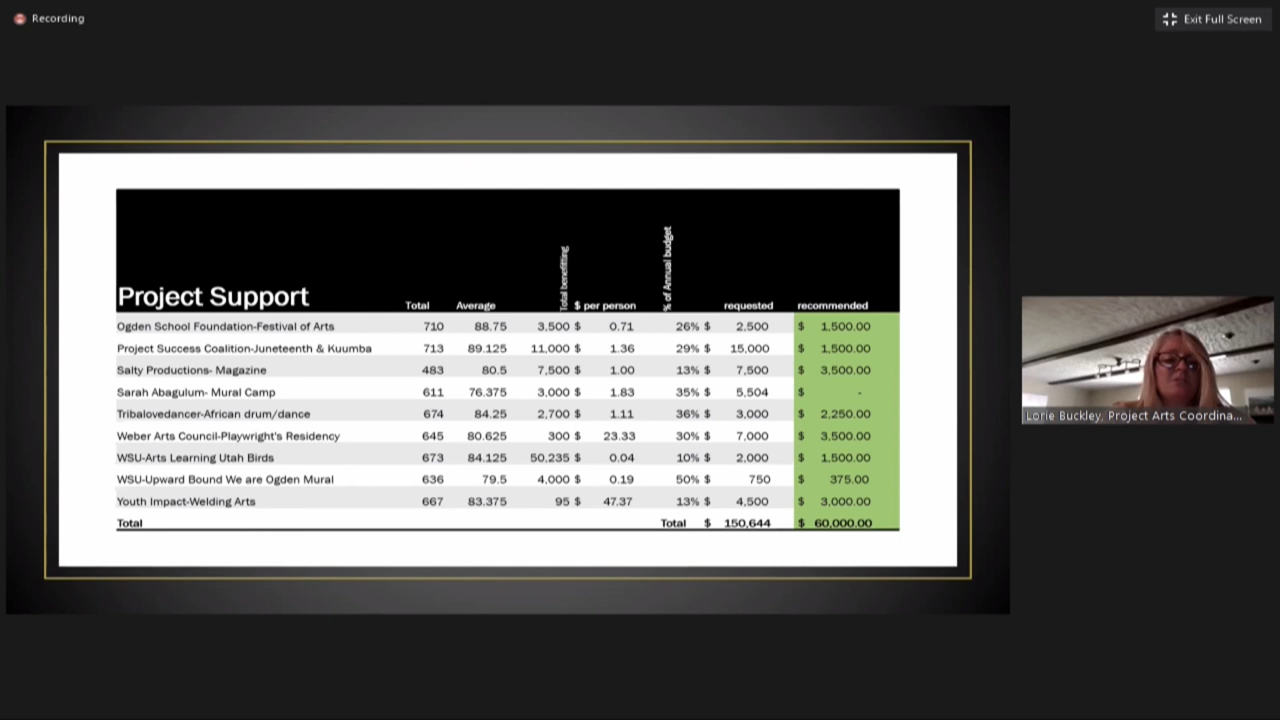 Recording
Exit Full Screen
Total benefitting
% of Annual budget
Project Support Total Average $ per person requested recommended
Ogden School Foundation-Festival of Arts 710 88.75 3,500 $ 0.71 26% $ 2,500 $ 1,500.00
Project Success Coalition-Juneteenth & Kuumba 713 89.125 11,000 $ 1.36 29% $ 15,000 $ 1,500.00
Salty Productions- Magazine 483 80.5 7,500 $ 1.00 13% $ 7,500 $ 3,500.00
Sarah Abagulum- Mural Camp 611 76.375 3,000 $ 1.83 35% $ 5,504 $ -
Tribalovedancer-African drum/dance 674 84.25 2,700 $ 1.11 36% $ 3,000 $ 2,250.00
Weber Arts Council-Playwright's Residency 645 80.625 300 $ 23.33 30% $ 7,000 $ 3,500.00
WSU-Arts Learning Utah Birds 673 84.125 50,235 $ 0.04 10% $ 2,000 $ 1,500.00
WSU-Upward Bound We are Ogden Mural 636 79.5 4,000 $ 0.19 50% $ 750 $ 375.00
Youth Impact-Welding Arts 667 83.375 95 $ 47.37 13% $ 4,500 $ 3,000.00
Total Total $ 150,644 $ 60,000.00
Lorie Buckley, Project Arts Coordina...